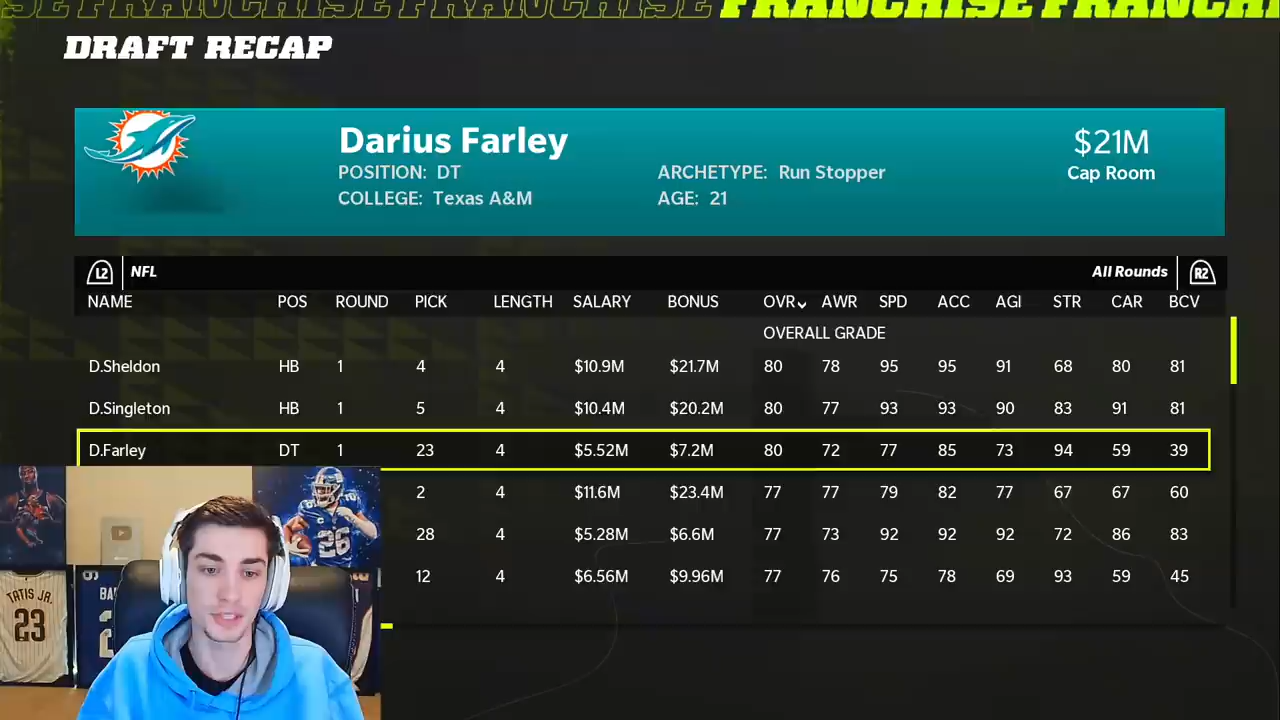 FRANCHISE FRANCHISE FRANCHISE FRANCHI
DRAFT RECAP
Darius Farley
POSITION: DT
COLLEGE: Texas A&M
ARCHETYPE: Run Stopper
AGE: 21
$21M
Cap Room
L2 NFL All Rounds R2
NAME POS ROUND PICK LENGTH SALARY BONUS OVR AWR SPD ACC AGI STR CAR BCV
OVERALL GRADE
D.Sheldon HB 1 4 4 $10.9M $21.7M 80 78 95 95 91 68 80 81
D.Singleton HB 1 5 4 $10.4M $20.2M 80 77 93 93 90 83 91 81
D.Farley DT 1 23 4 $5.52M $7.2M 80 72 77 85 73 94 59 39
2 4 $11.6M $23.4M 77 77 79 82 77 67 67 60
28 4 $5.28M $6.6M 77 73 92 92 92 72 86 83
12 4 $6.56M $9.96M 77 76 75 78 69 93 59 45
26
TATIS JR.
23
BA